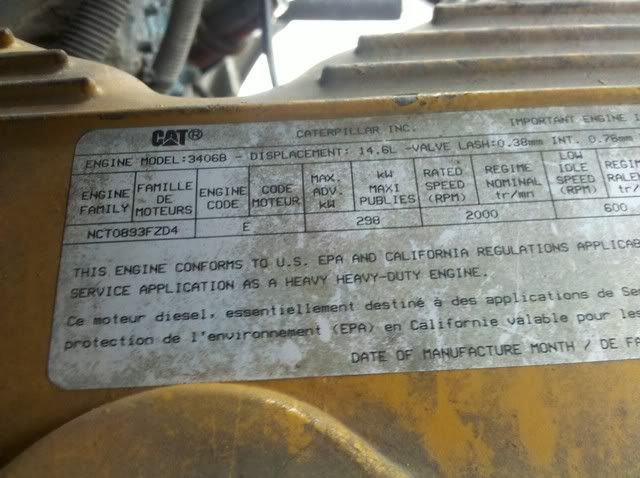 CAT® CATERPILLAR INC. IMPORTANT ENGINE
ENGINE MODEL:3406B - DISPLACEMENT: 14.6L -VALVE LASH:0.38mm INT. 0.76mm
ENGINE FAMILY FAMILLE DE MOTEURS ENGINE CODE CODE MOTEUR MAX. ADV. kW kW MAXI PUBLIES RATED SPEED (RPM) REGIME NOMINAL tr/mn LOW IDLE SPEED (RPM)
NCT0893FZD4 E 298 2000 600
THIS ENGINE CONFORMS TO U.S. EPA AND CALIFORNIA REGULATIONS
SERVICE APPLICATION AS A HEAVY HEAVY-DUTY ENGINE.
Ce moteur diesel, essentiellement destiné à des applications de
protection de l'environnement (EPA) en Californie valable pour les
DATE OF MANUFACTURE MONTH / DE